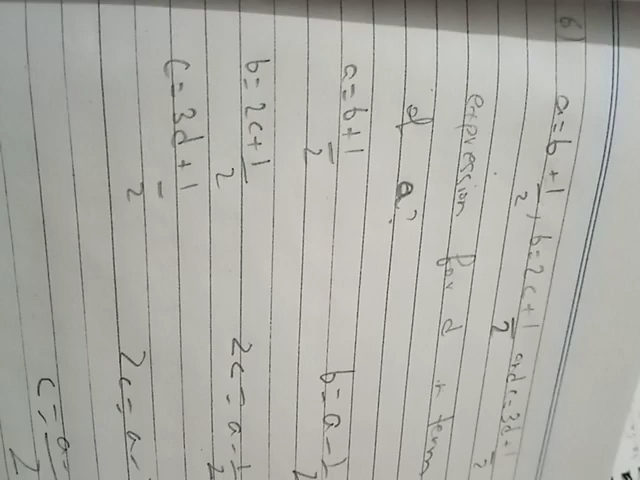 6) a = b + 1/2, b = 2c + 1/2 and c = 3d + 1/2
expression for d in terms
of a?
a = b + 1/2 b = a - 1/2
b = 2c + 1/2 2c = a - 1/2
c = 3d + 1/2 2c = a -
c = a-/2